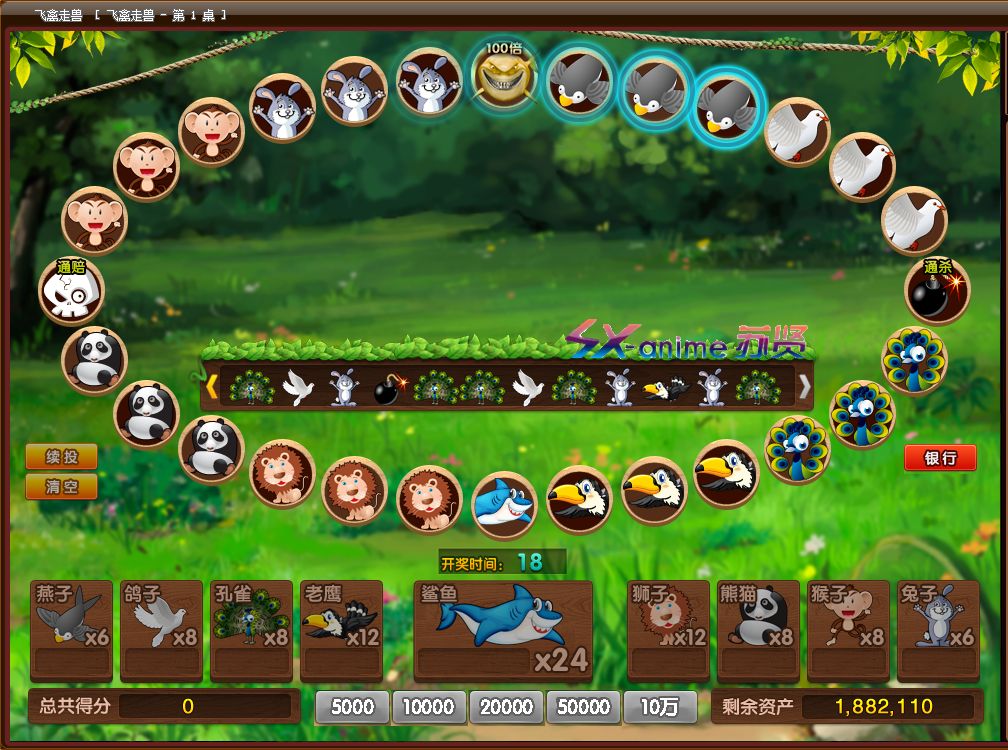 飞禽走兽 [ 飞禽走兽 - 第 1 桌 ]
100倍
通赔
通杀
SX-anime 苏贤
续投
清空
银行
开奖时间： 18
燕子 x6
鸽子 x8
孔雀 x8
老鹰 x12
鲨鱼 x24
狮子 x12
熊猫 x8
猴子 x8
兔子 x6
总共得分 0
5000 10000 20000 50000 10万
剩余资产 1,882,110